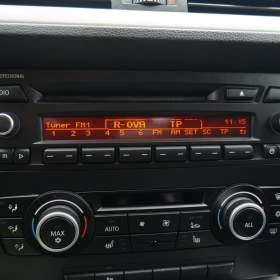 PROFESSIONAL
Tuner FM1 R-OVA TP 11:15
1 2 3 4 5 6 FM AM SET SC TP
MAX AUTO ALL